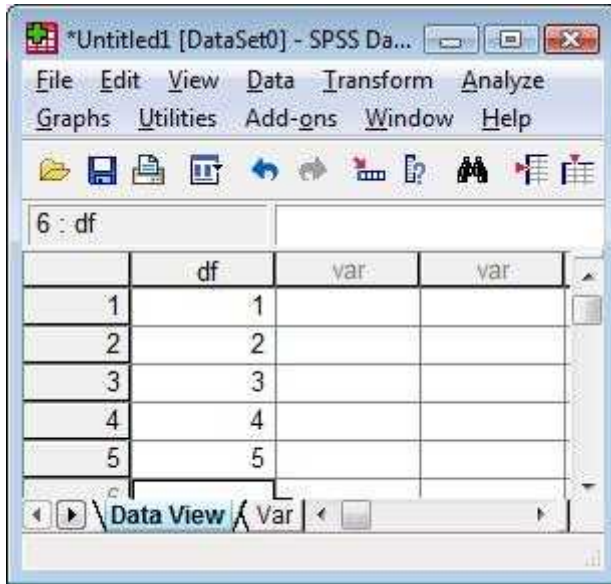 *Untitled1 [DataSet0] - SPSS Da...
File Edit View Data Transform Analyze
Graphs Utilities Add-ons Window Help
6 : df
df var var
1 1
2 2
3 3
4 4
5 5
6
Data View Var